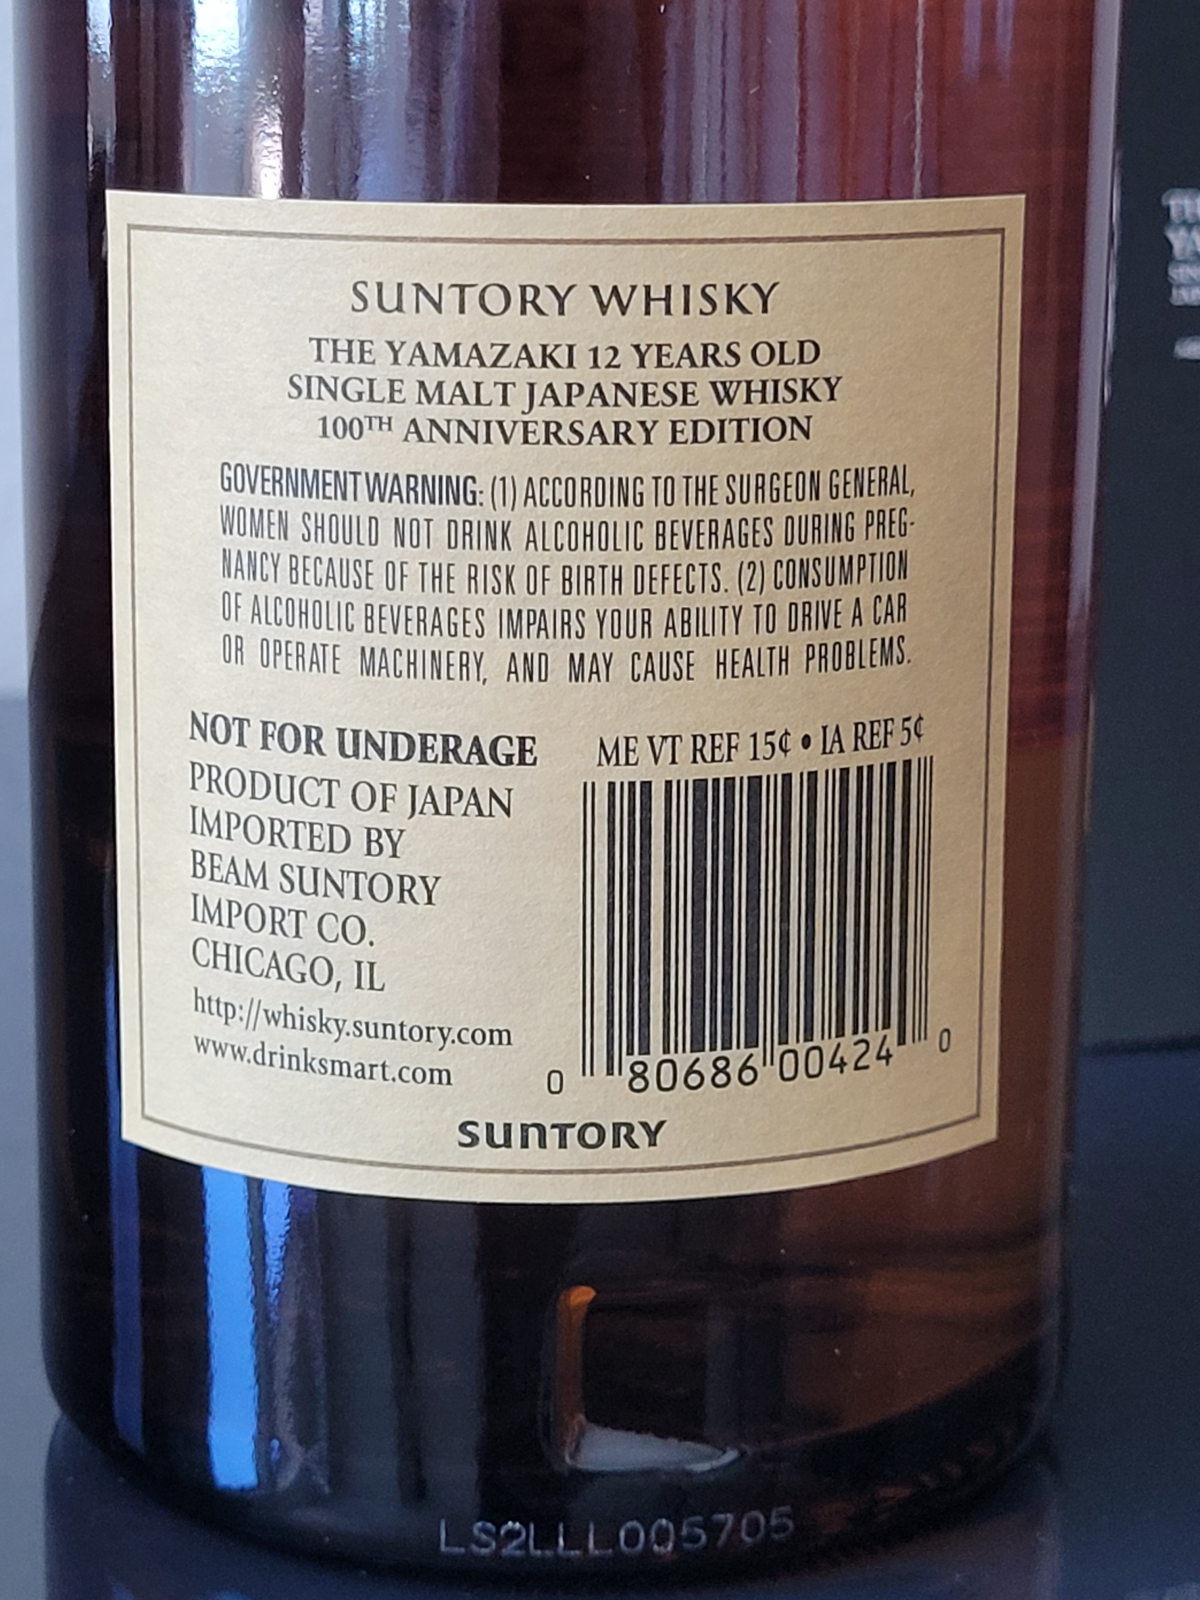 SUNTORY WHISKY
THE YAMAZAKI 12 YEARS OLD
SINGLE MALT JAPANESE WHISKY
100TH ANNIVERSARY EDITION
GOVERNMENT WARNING: (1) ACCORDING TO THE SURGEON GENERAL,
WOMEN SHOULD NOT DRINK ALCOHOLIC BEVERAGES DURING PREG-
NANCY BECAUSE OF THE RISK OF BIRTH DEFECTS. (2) CONSUMPTION
OF ALCOHOLIC BEVERAGES IMPAIRS YOUR ABILITY TO DRIVE A CAR
OR OPERATE MACHINERY, AND MAY CAUSE HEALTH PROBLEMS.
NOT FOR UNDERAGE
PRODUCT OF JAPAN
IMPORTED BY
BEAM SUNTORY
IMPORT CO.
CHICAGO, IL
http://whisky.suntory.com
www.drinksmart.com
ME VT REF 15¢ • IA REF 5¢
0 80686 00424 0
SUNTORY
LS2LLL005705